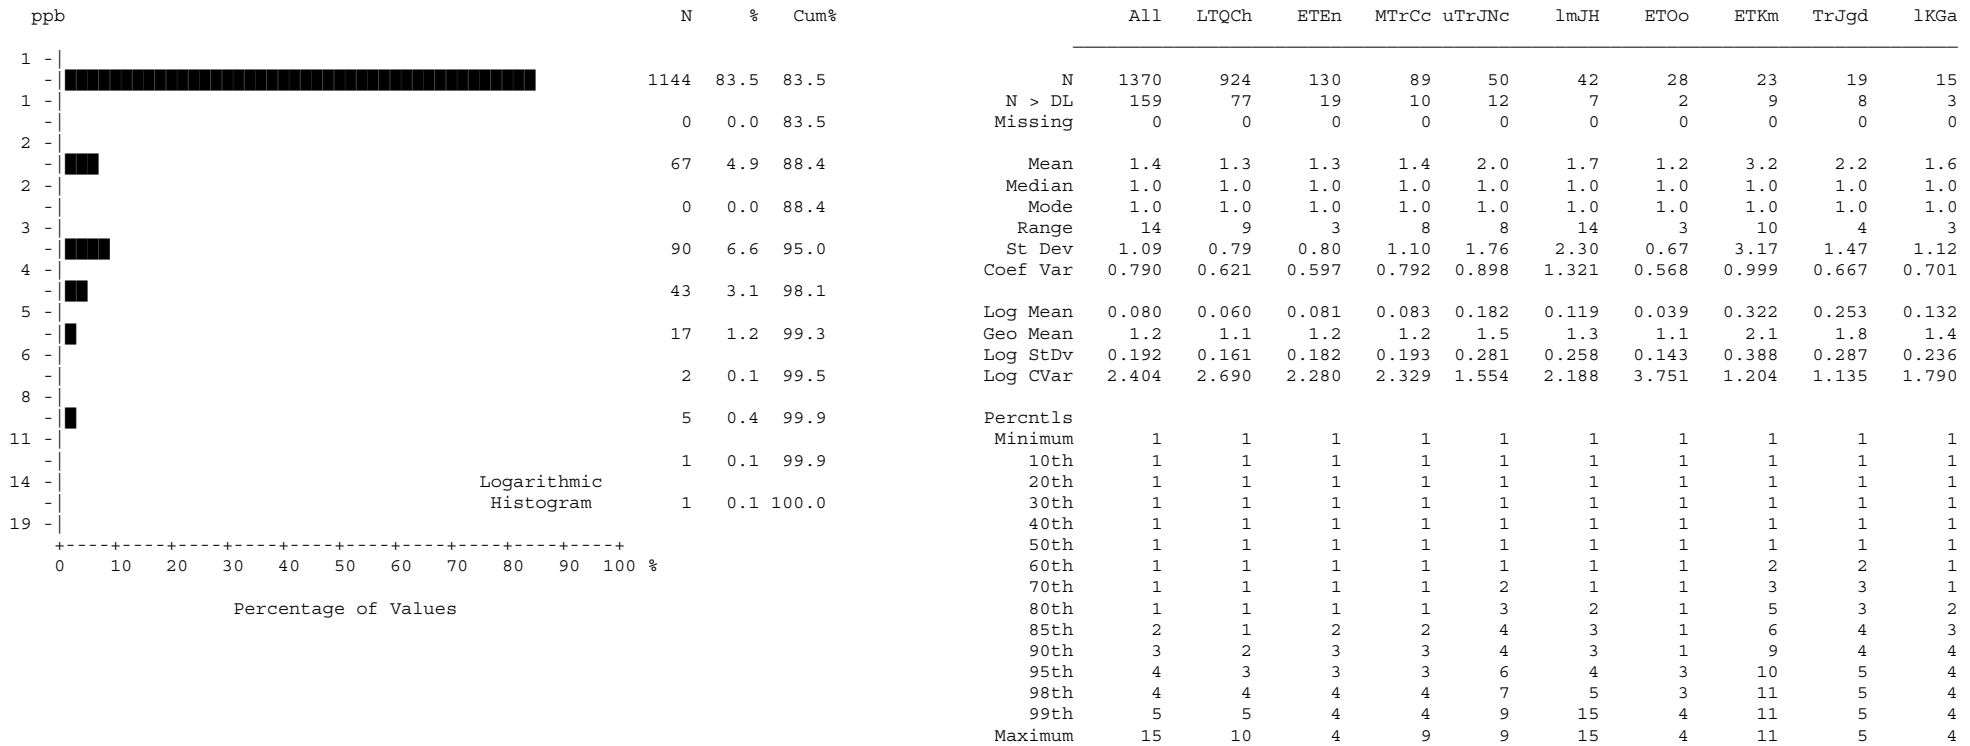 ppb N % Cum% All LTQCh ETEn MTrCc uTrJNc lmJH ETOo ETKm TrJgd lKGa
1 -|
-| 1144 83.5 83.5 N 1370 924 130 89 50 42 28 23 19 15
1 -| N > DL 159 77 19 10 12 7 2 9 8 3
-| 0 0.0 83.5 Missing 0 0 0 0 0 0 0 0 0 0
2 -|
-| 67 4.9 88.4 Mean 1.4 1.3 1.3 1.4 2.0 1.7 1.2 3.2 2.2 1.6
2 -| Median 1.0 1.0 1.0 1.0 1.0 1.0 1.0 1.0 1.0 1.0
-| 0 0.0 88.4 Mode 1.0 1.0 1.0 1.0 1.0 1.0 1.0 1.0 1.0 1.0
3 -| Range 14 9 3 8 8 14 3 10 4 3
-| 90 6.6 95.0 St Dev 1.09 0.79 0.80 1.10 1.76 2.30 0.67 3.17 1.47 1.12
4 -| Coef Var 0.790 0.621 0.597 0.792 0.898 1.321 0.568 0.999 0.667 0.701
-| 43 3.1 98.1
5 -| Log Mean 0.080 0.060 0.081 0.083 0.182 0.119 0.039 0.322 0.253 0.132
-| 17 1.2 99.3 Geo Mean 1.2 1.1 1.2 1.2 1.5 1.3 1.1 2.1 1.8 1.4
6 -| Log StDv 0.192 0.161 0.182 0.193 0.281 0.258 0.143 0.388 0.287 0.236
-| 2 0.1 99.5 Log CVar 2.404 2.690 2.280 2.329 1.554 2.188 3.751 1.204 1.135 1.790
8 -|
-| 5 0.4 99.9 Percntls
11 -| Minimum 1 1 1 1 1 1 1 1 1 1
-| 1 0.1 99.9 10th 1 1 1 1 1 1 1 1 1 1
14 -| Logarithmic 20th 1 1 1 1 1 1 1 1 1 1
-| Histogram 1 0.1 100.0 30th 1 1 1 1 1 1 1 1 1 1
19 -| 40th 1 1 1 1 1 1 1 1 1 1
+----+----+----+----+----+----+----+----+----+----+ 50th 1 1 1 1 1 1 1 1 1 1
0 10 20 30 40 50 60 70 80 90 100 % 60th 1 1 1 1 1 1 1 2 2 1
70th 1 1 1 1 2 1 1 3 3 1
Percentage of Values 80th 1 1 1 1 3 2 1 5 3 2
85th 2 1 2 2 4 3 1 6 4 3
90th 3 2 3 3 4 3 1 9 4 4
95th 4 3 3 3 6 4 3 10 5 4
98th 4 4 4 4 7 5 3 11 5 4
99th 5 5 4 4 9 15 4 11 5 4
Maximum 15 10 4 9 9 15 4 11 5 4